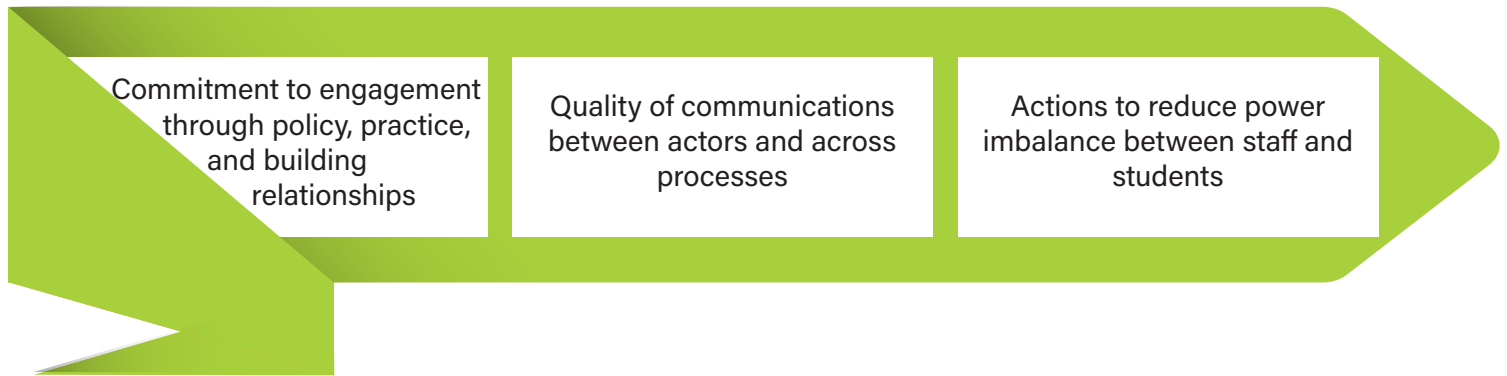 Commitment to engagement
through policy, practice,
and building
relationships
Quality of communications
between actors and across
processes
Actions to reduce power
imbalance between staff and
students